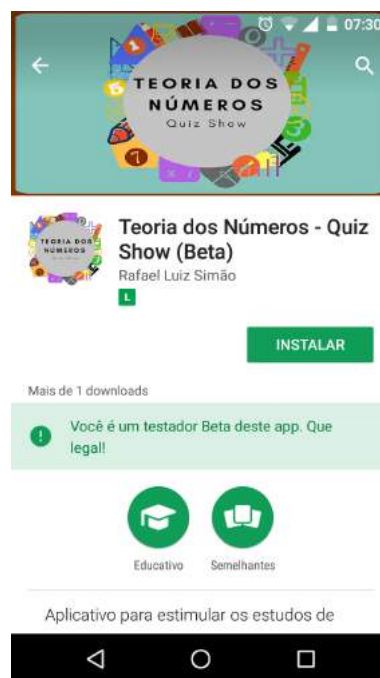 07:30
TEORIA DOS
NÚMEROS
Quiz Show
TEORIA DOS
NÚMEROS
Teoria dos Números - Quiz
Show (Beta)
Rafael Luiz Simão
L
INSTALAR
Mais de 1 downloads
Você é um testador Beta deste app. Que
legal!
Educativo
Semelhantes
Aplicativo para estimular os estudos de